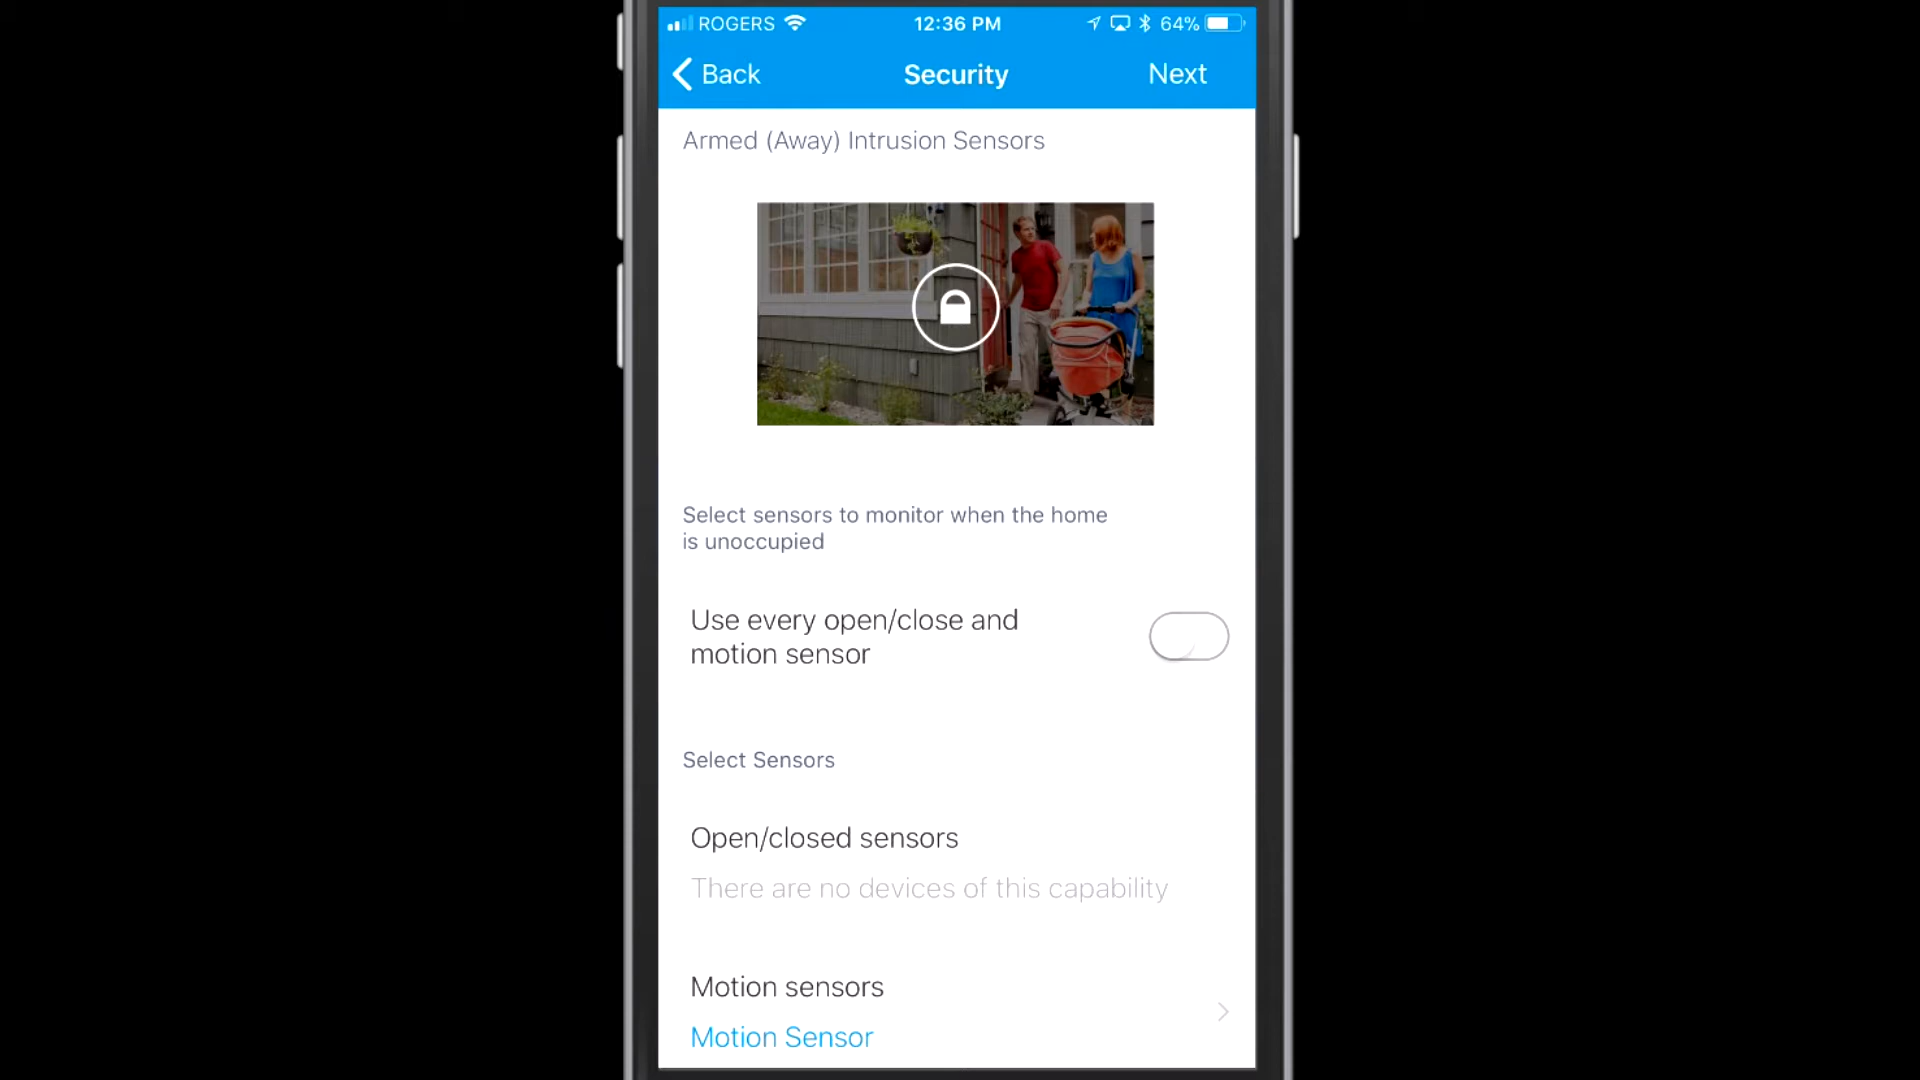 ROGERS 12:36 PM 64%
Back Security Next
Armed (Away) Intrusion Sensors
Select sensors to monitor when the home
is unoccupied
Use every open/close and
motion sensor
Select Sensors
Open/closed sensors
There are no devices of this capability
Motion sensors
Motion Sensor